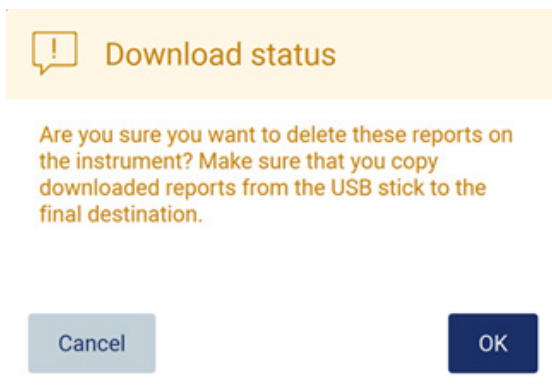 Download status
Are you sure you want to delete these reports on
the instrument? Make sure that you copy
downloaded reports from the USB stick to the
final destination.
Cancel
OK